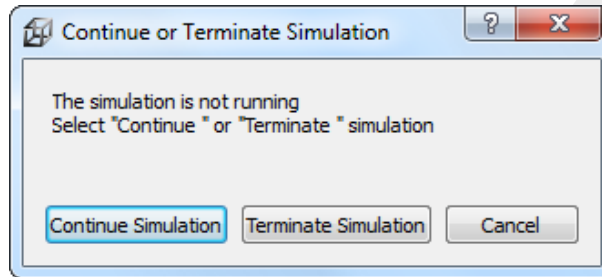 Continue or Terminate Simulation
The simulation is not running
Select "Continue " or "Terminate " simulation
Continue Simulation Terminate Simulation Cancel